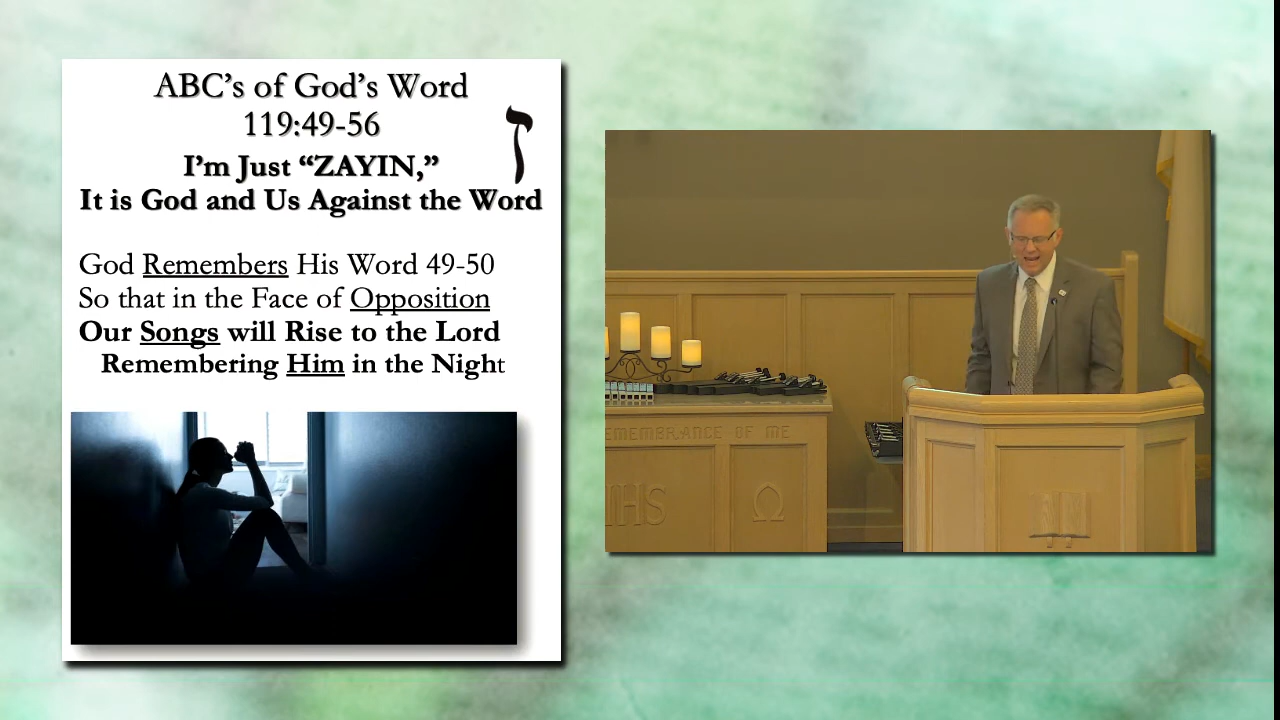 ABC’s of God’s Word
119:49-56
ז
I’m Just “ZAYIN,”
It is God and Us Against the Word
God Remembers His Word 49-50
So that in the Face of Opposition
Our Songs will Rise to the Lord
Remembering Him in the Night
REMEMBRANCE OF ME
IHS
Ω